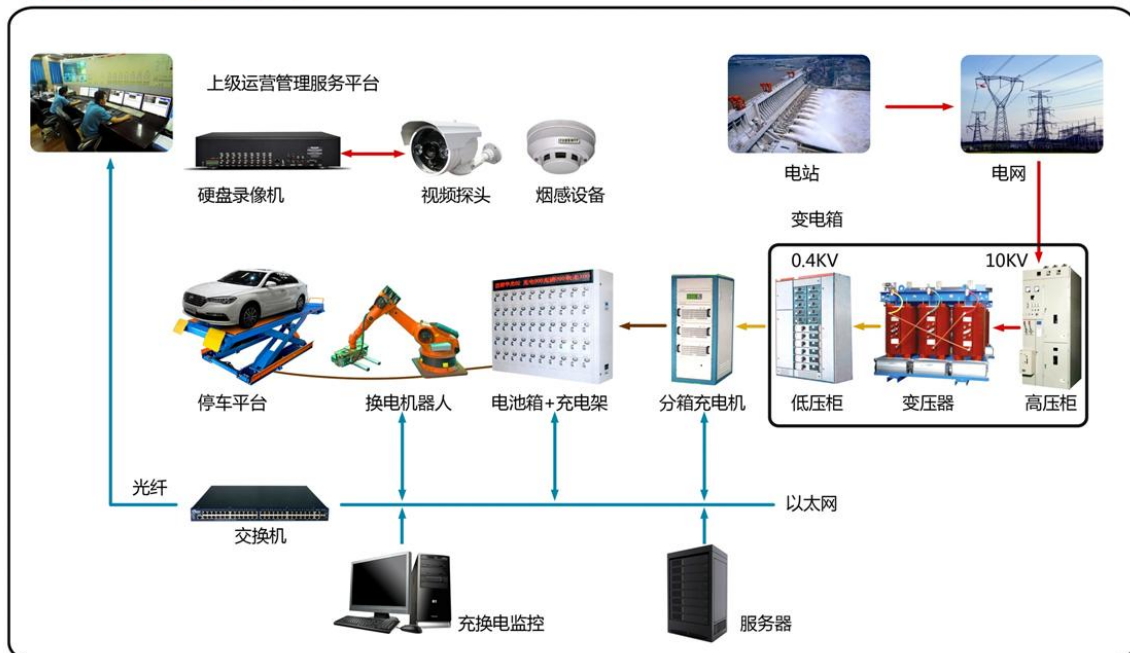 上级运营管理服务平台
硬盘录像机
视频探头
烟感设备
电站
电网
变电箱
0.4KV
10KV
停车平台
换电机器人
电池箱+充电架
分箱充电机
低压柜
变压器
高压柜
光纤
交换机
以太网
充换电监控
服务器